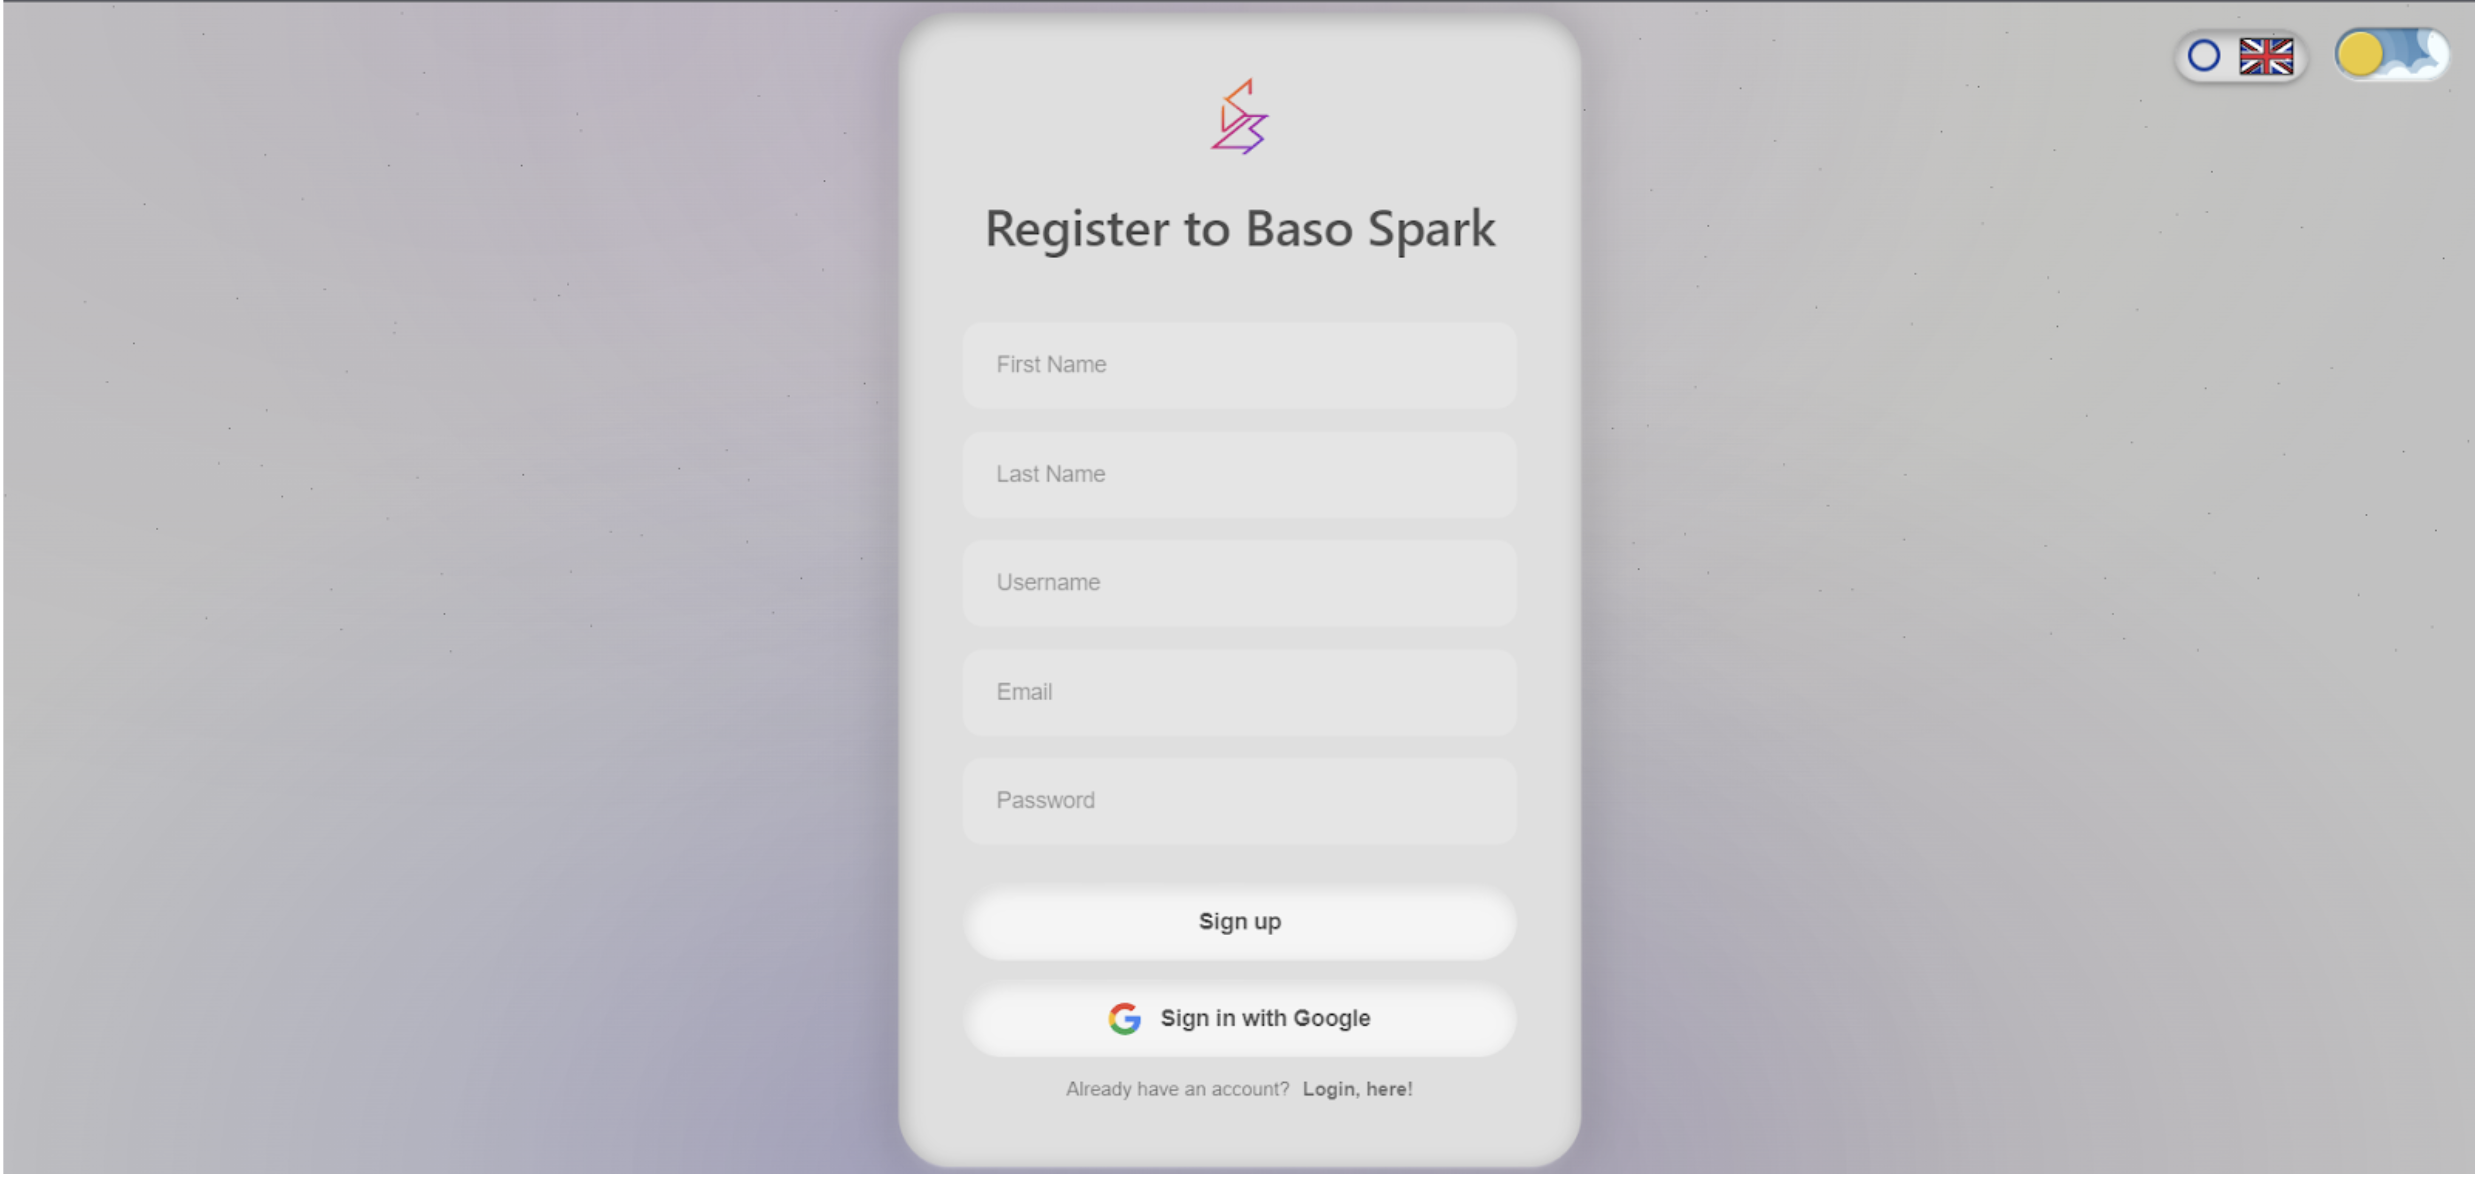 Register to Baso Spark
First Name
Last Name
Username
Email
Password
Sign up
Sign in with Google
Already have an account? Login, here!